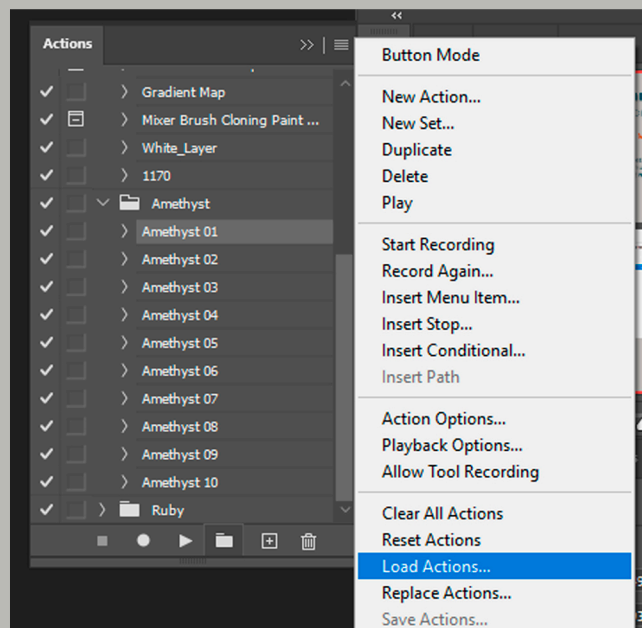 Actions
Gradient Map
Mixer Brush Cloning Paint ...
White_Layer
1170
Amethyst
Amethyst 01
Amethyst 02
Amethyst 03
Amethyst 04
Amethyst 05
Amethyst 06
Amethyst 07
Amethyst 08
Amethyst 09
Amethyst 10
Ruby
Button Mode
New Action...
New Set...
Duplicate
Delete
Play
Start Recording
Record Again...
Insert Menu Item...
Insert Stop...
Insert Conditional...
Insert Path
Action Options...
Playback Options...
Allow Tool Recording
Clear All Actions
Reset Actions
Load Actions...
Replace Actions...
Save Actions...